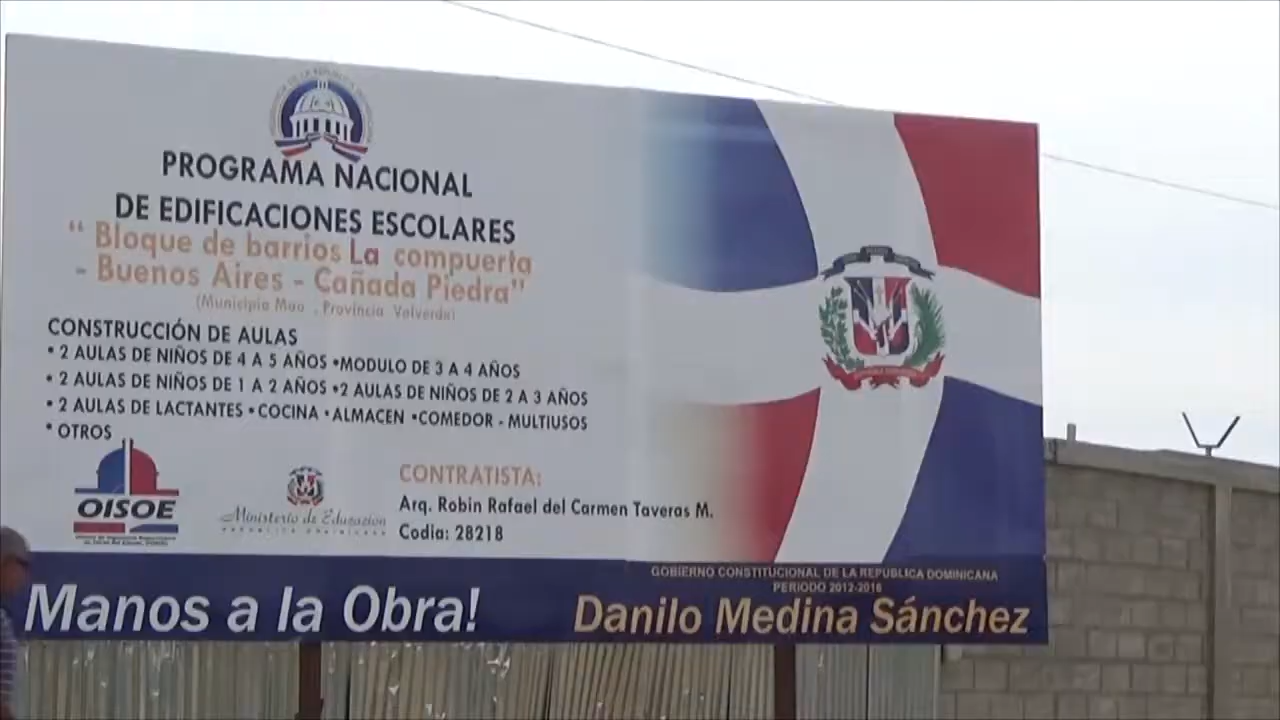 PROGRAMA NACIONAL
DE EDIFICACIONES ESCOLARES
“ Bloque de barrios La compuerta
- Buenos Aires - Cañada Piedra”
(Municipio Mao , Provincia Valverde)
CONSTRUCCIÓN DE AULAS
• 2 AULAS DE NIÑOS DE 4 A 5 AÑOS •MODULO DE 3 A 4 AÑOS
• 2 AULAS DE NIÑOS DE 1 A 2 AÑOS •2 AULAS DE NIÑOS DE 2 A 3 AÑOS
• 2 AULAS DE LACTANTES • COCINA • ALMACEN •COMEDOR - MULTIUSOS
• OTROS
OISOE
Ministerio de Educación
REPÚBLICA DOMINICANA
CONTRATISTA:
Arq. Robin Rafael del Carmen Taveras M.
Codia: 28218
GOBIERNO CONSTITUCIONAL DE LA REPUBLICA DOMINICANA
PERIODO 2012-2016
Manos a la Obra!
Danilo Medina Sánchez